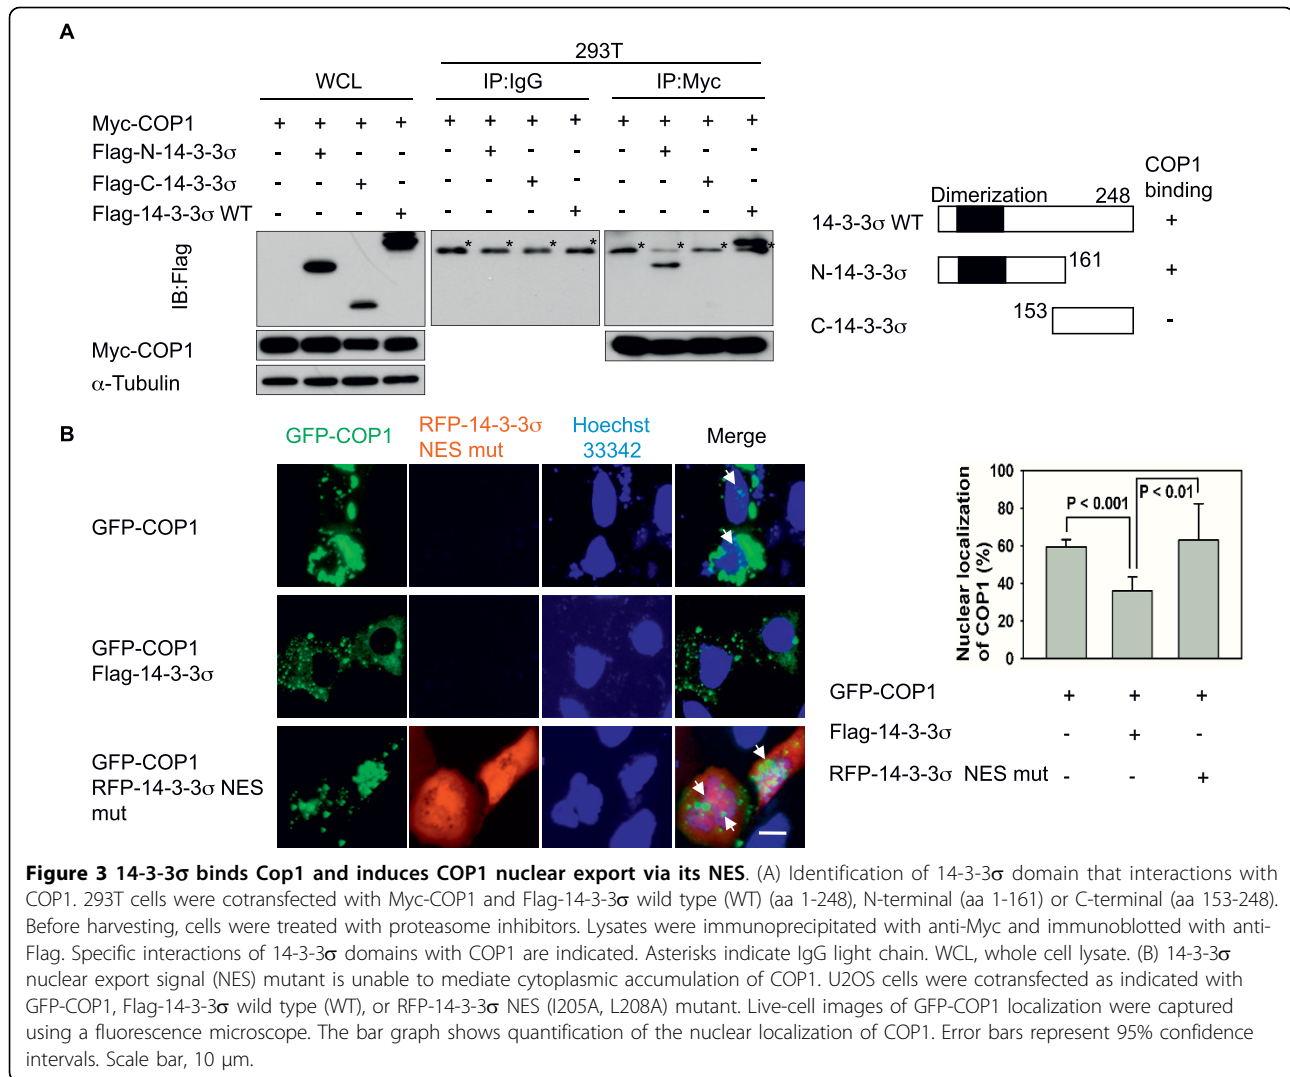 A
293T
WCL IP:IgG IP:Myc
Myc-COP1 + + + + + + + + + + + +
Flag-N-14-3-3σ - + - - - + - - - + - -
Flag-C-14-3-3σ - - + - - - + - - - + -
Flag-14-3-3σ WT - - - + - - - + - - - +
IB:Flag
* * * * * * * *
Myc-COP1
α-Tubulin
COP1
binding
Dimerization 248
14-3-3σ WT +
N-14-3-3σ 161 +
C-14-3-3σ 153 -
B
GFP-COP1 RFP-14-3-3σ NES mut Hoechst 33342 Merge
GFP-COP1
GFP-COP1
Flag-14-3-3σ
GFP-COP1
RFP-14-3-3σ NES
mut
Nuclear localization
of COP1 (%)
100
80
60
40
20
0
P < 0.001
P < 0.01
GFP-COP1 + + +
Flag-14-3-3σ - + -
RFP-14-3-3σ NES mut - - +
Figure 3 14-3-3σ binds Cop1 and induces COP1 nuclear export via its NES. (A) Identification of 14-3-3σ domain that interactions with
COP1. 293T cells were cotransfected with Myc-COP1 and Flag-14-3-3σ wild type (WT) (aa 1-248), N-terminal (aa 1-161) or C-terminal (aa 153-248).
Before harvesting, cells were treated with proteasome inhibitors. Lysates were immunoprecipitated with anti-Myc and immunoblotted with anti-
Flag. Specific interactions of 14-3-3σ domains with COP1 are indicated. Asterisks indicate IgG light chain. WCL, whole cell lysate. (B) 14-3-3σ
nuclear export signal (NES) mutant is unable to mediate cytoplasmic accumulation of COP1. U2OS cells were cotransfected as indicated with
GFP-COP1, Flag-14-3-3σ wild type (WT), or RFP-14-3-3σ NES (I205A, L208A) mutant. Live-cell images of GFP-COP1 localization were captured
using a fluorescence microscope. The bar graph shows quantification of the nuclear localization of COP1. Error bars represent 95% confidence
intervals. Scale bar, 10 μm.